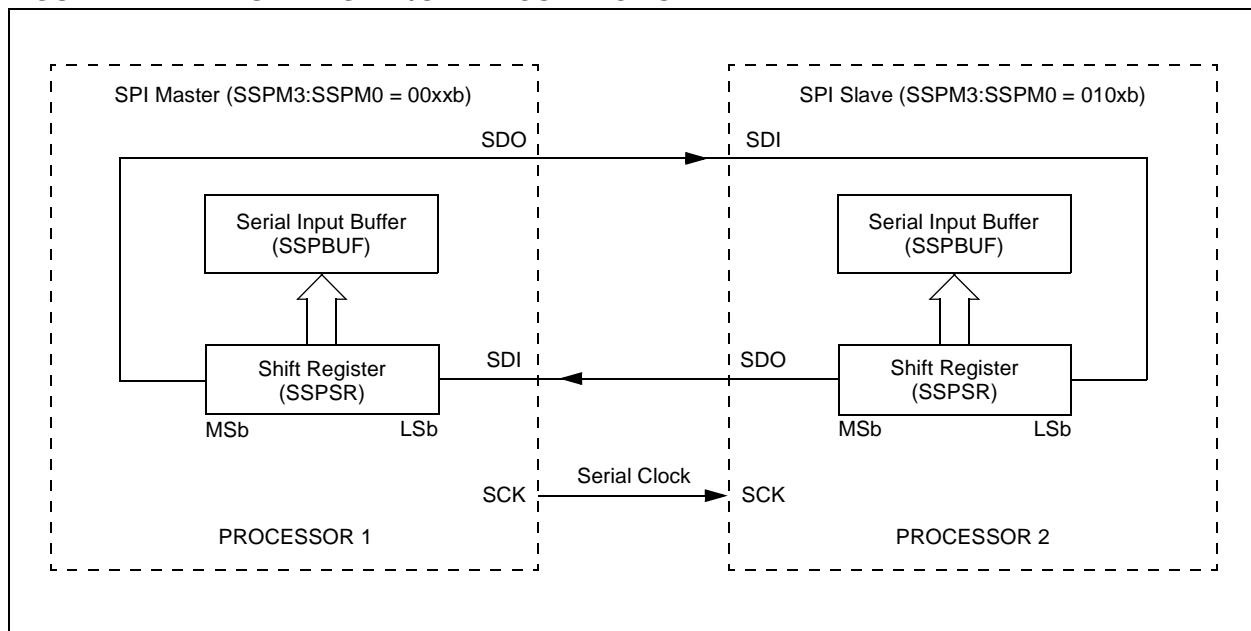 SPI Master (SSPM3:SSPM0 = 00xxb)
SPI Slave (SSPM3:SSPM0 = 010xb)
SDO
SDI
Serial Input Buffer
(SSPBUF)
Serial Input Buffer
(SSPBUF)
Shift Register
(SSPSR)
MSb
LSb
SDI
SDO
Shift Register
(SSPSR)
MSb
LSb
SCK
Serial Clock
SCK
PROCESSOR 1
PROCESSOR 2